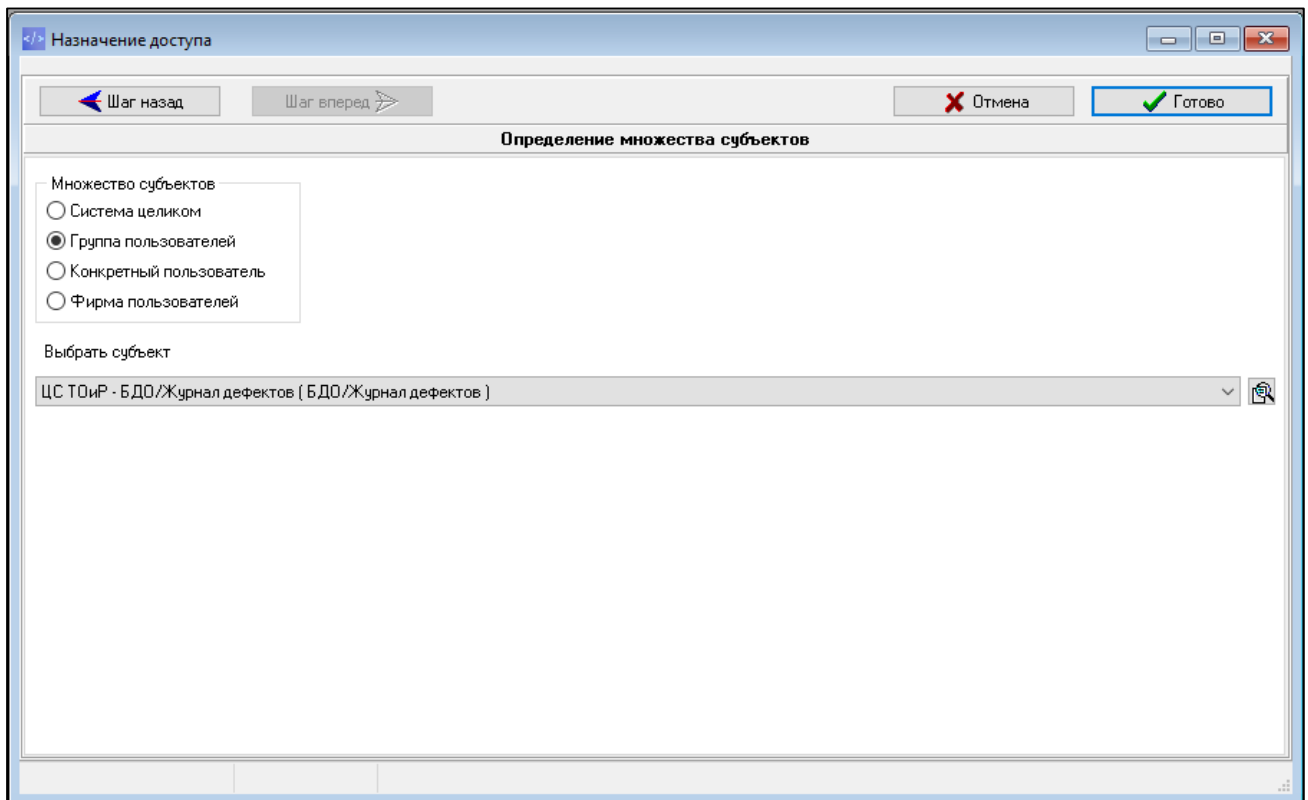 Назначение доступа
Шаг назад
Шаг вперед
Отмена
Готово
Определение множества субъектов
Множество субъектов
Система целиком
Группа пользователей
Конкретный пользователь
Фирма пользователей
Выбрать субъект
ЦС ТОиР - БДО/Журнал дефектов ( БДО/Журнал дефектов )